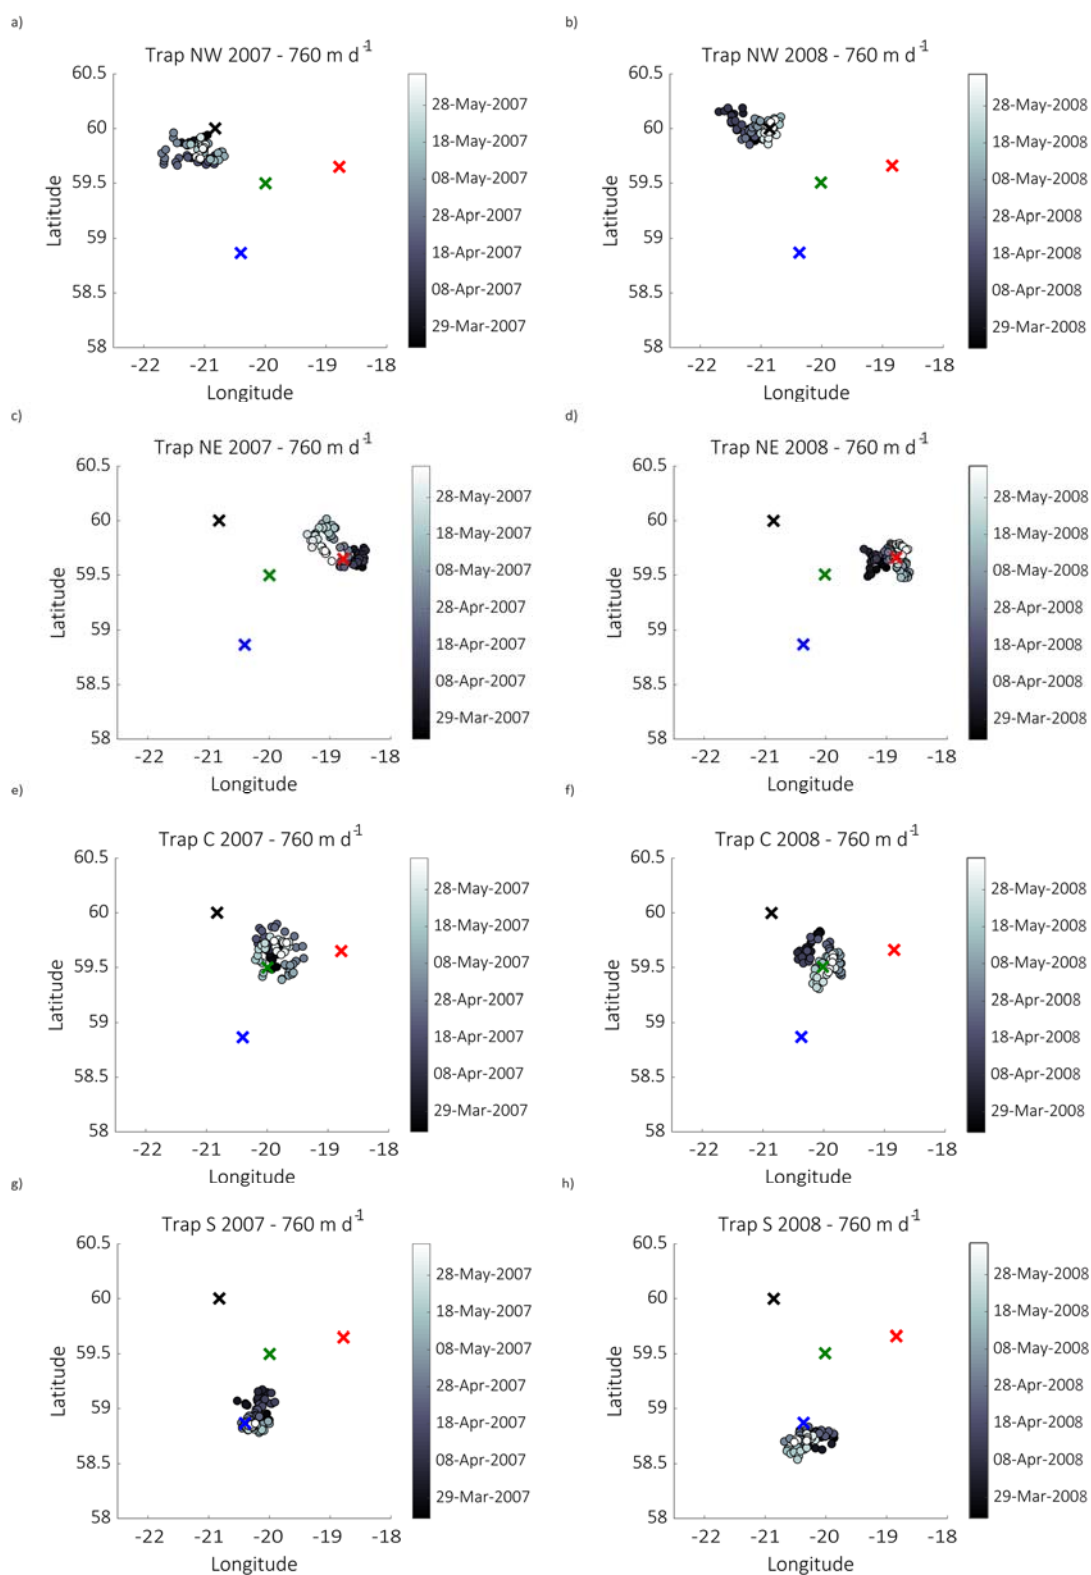 a)
Trap NW 2007 - 760 m d-1
60.5
60
59.5
59
58.5
58
Latitude
-22 -21 -20 -19 -18
Longitude
28-May-2007
18-May-2007
08-May-2007
28-Apr-2007
18-Apr-2007
08-Apr-2007
29-Mar-2007
b)
Trap NW 2008 - 760 m d-1
60.5
60
59.5
59
58.5
58
Latitude
-22 -21 -20 -19 -18
Longitude
28-May-2008
18-May-2008
08-May-2008
28-Apr-2008
18-Apr-2008
08-Apr-2008
29-Mar-2008
c)
Trap NE 2007 - 760 m d-1
60.5
60
59.5
59
58.5
58
Latitude
-22 -21 -20 -19 -18
Longitude
28-May-2007
18-May-2007
08-May-2007
28-Apr-2007
18-Apr-2007
08-Apr-2007
29-Mar-2007
d)
Trap NE 2008 - 760 m d-1
60.5
60
59.5
59
58.5
58
Latitude
-22 -21 -20 -19 -18
Longitude
28-May-2008
18-May-2008
08-May-2008
28-Apr-2008
18-Apr-2008
08-Apr-2008
29-Mar-2008
e)
Trap C 2007 - 760 m d-1
60.5
60
59.5
59
58.5
58
Latitude
-22 -21 -20 -19 -18
Longitude
28-May-2007
18-May-2007
08-May-2007
28-Apr-2007
18-Apr-2007
08-Apr-2007
29-Mar-2007
f)
Trap C 2008 - 760 m d-1
60.5
60
59.5
59
58.5
58
Latitude
-22 -21 -20 -19 -18
Longitude
28-May-2008
18-May-2008
08-May-2008
28-Apr-2008
18-Apr-2008
08-Apr-2008
29-Mar-2008
g)
Trap S 2007 - 760 m d-1
60.5
60
59.5
59
58.5
58
Latitude
-22 -21 -20 -19 -18
Longitude
28-May-2007
18-May-2007
08-May-2007
28-Apr-2007
18-Apr-2007
08-Apr-2007
29-Mar-2007
h)
Trap S 2008 - 760 m d-1
60.5
60
59.5
59
58.5
58
Latitude
-22 -21 -20 -19 -18
Longitude
28-May-2008
18-May-2008
08-May-2008
28-Apr-2008
18-Apr-2008
08-Apr-2008
29-Mar-2008